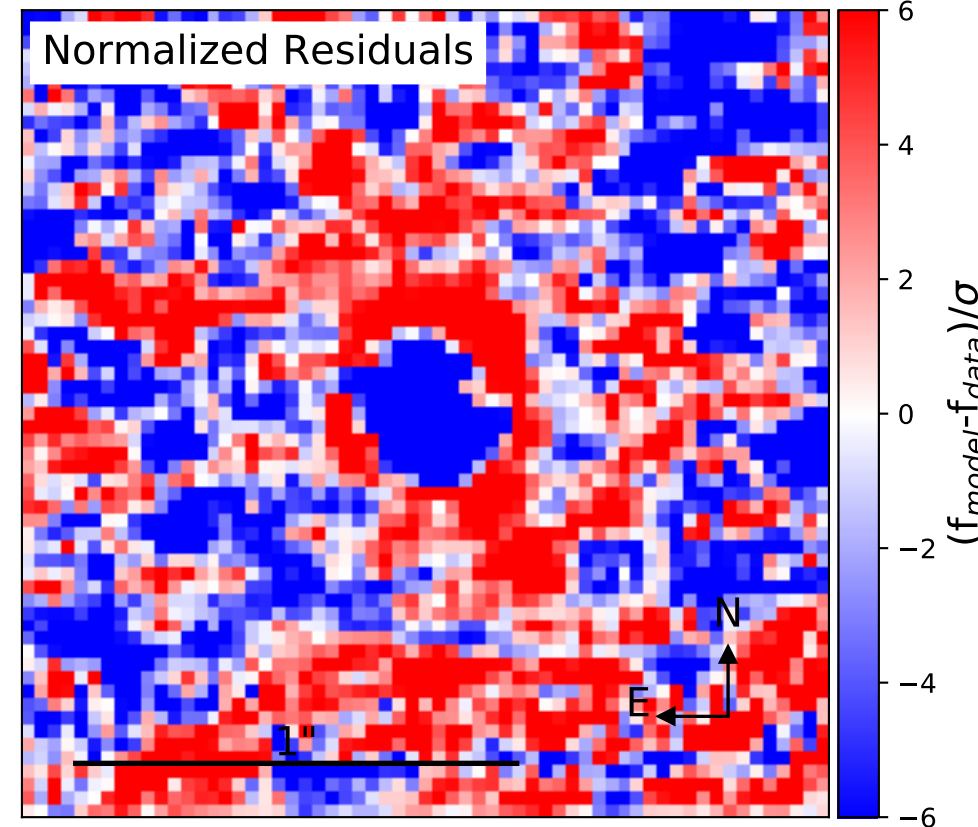 Normalized Residuals
6
4
2
0
−2
−4
−6
(f_model-f_data)/σ
N
E
1"